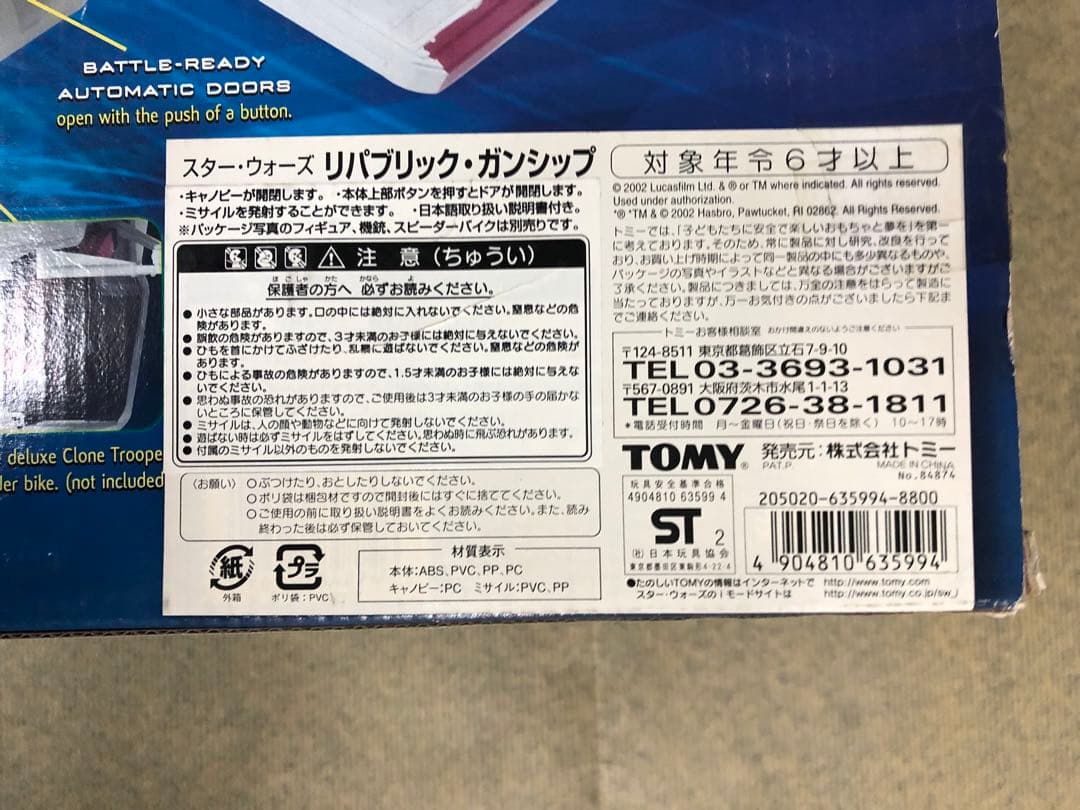 BATTLE-READY
AUTOMATIC DOORS
open with the push of a button.
deluxe Clone Troope
der bike. (not included
スター・ウォーズ リパブリック・ガンシップ
・キャノピーが開閉します。 ・本体上部ボタンを押すとドアが開閉します。
・ミサイルを発射することができます。 ・日本語取り扱い説明書付き。
※パッケージ写真のフィギュア、機銃、スピーダーバイクは別売りです。
注 意(ちゅうい)
ほごしゃ かた かなら よ
保護者の方へ 必ずお読みください。
● 小さな部品があります。口の中には絶対に入れないでください。窒息などの危
険があります。
● 誤飲の危険がありますので、3才未満のお子様には絶対に与えないでください。
● ひもを首にかけてふざけたり、乱暴に遊ばないでください。窒息などの危険が
あります。
● ひもによる事故の危険がありますので、1.5才未満のお子様には絶対に与えな
いでください。
● 思わぬ事故の恐れがありますので、ご使用後は3才未満のお子様の手の届かな
いところに保管してください。
● ミサイルは、人の顔や動物などに向けて発射しないでください。
● 遊ばない時は必ずミサイルをはずしてください。思わぬ時に飛ぶ恐れがあります。
● 付属のミサイル以外のものを発射しないでください。
〈お願い〉 ○ぶつけたり、おとしたりしないでください。
○ポリ袋は梱包材ですので開封後にはすぐに捨ててください。
○ご使用の前に取り扱い説明書をよくお読みください。また、読み
終わった後は必ず保管しておいてください。
紙
外箱
プラ
ポリ袋:PVC
材質表示
本体:ABS、PVC、PP、PC
キャノピー:PC ミサイル:PVC、PP
対象年令6才以上
© 2002 Lucasfilm Ltd. & ® or TM where indicated. All rights reserved.
Used under authorization.
*® *TM & © 2002 Hasbro, Pawtucket, RI 02862. All Rights Reserved.
トミーでは、「子どもたちに安全で楽しいおもちゃと夢を」を第一
に考えております。そのため、常に製品に対し研究、改良を行って
おり、お買い上げ時期によって同一製品の中にも多少異なるものや、
パッケージの写真やイラストなどと異なる場合がございますがご
了承ください。製品につきましては、万全の注意をはらって製造に
当たっておりますが、万一お気付きの点がございましたら下記ま
でご連絡ください。
トミーお客様相談室 おかけ間違えのないようご注意ください
〒124-8511 東京都葛飾区立石7-9-10
TEL03-3693-1031
〒567-0891 大阪府茨木市水尾1-1-13
TEL0726-38-1811
*電話受付時間 月〜金曜日(祝日・祭日を除く) 10〜17時
TOMY® 発売元:株式会社トミー
PAT.P. MADE IN CHINA
No.84874
玩具安全基準合格
4904810 63599 4
ST 2
(社)日本玩具協会
東京都墨田区東駒形4-22-4
205020-635994-8800
4 904810 635994
●たのしいTOMYの情報はインターネットで http://www.tomy.com
スター・ウォーズのiモードサイトは http://www.tomy.co.jp/sw_i